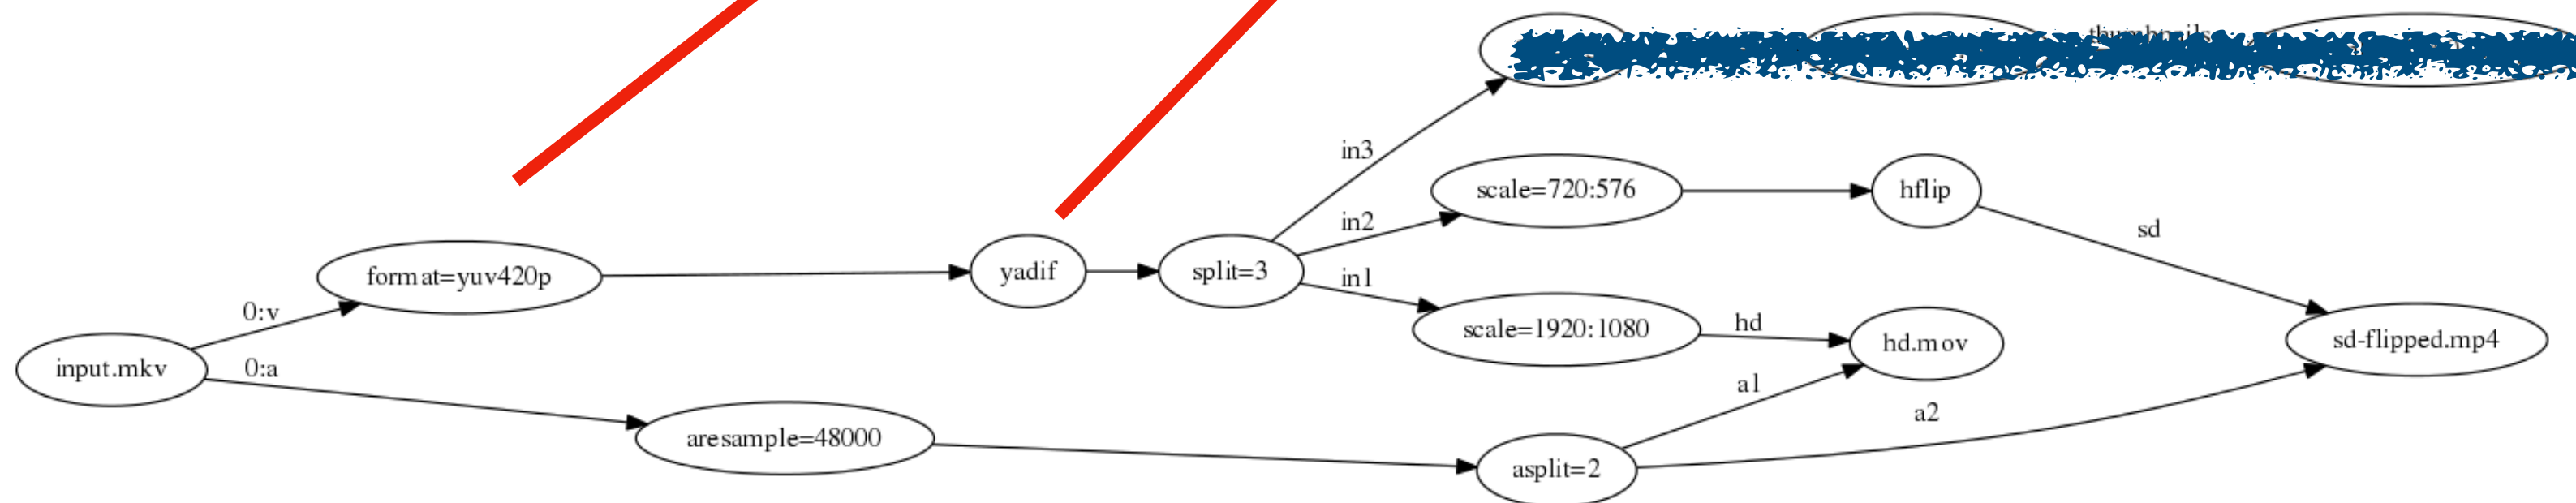 thumbnails
in3
scale=720:576
hflip
in2
sd
format=yuv420p
yadif
split=3
in1
0:v
scale=1920:1080
hd
hd.mov
sd-flipped.mp4
input.mkv
0:a
a1
a2
aresample=48000
asplit=2